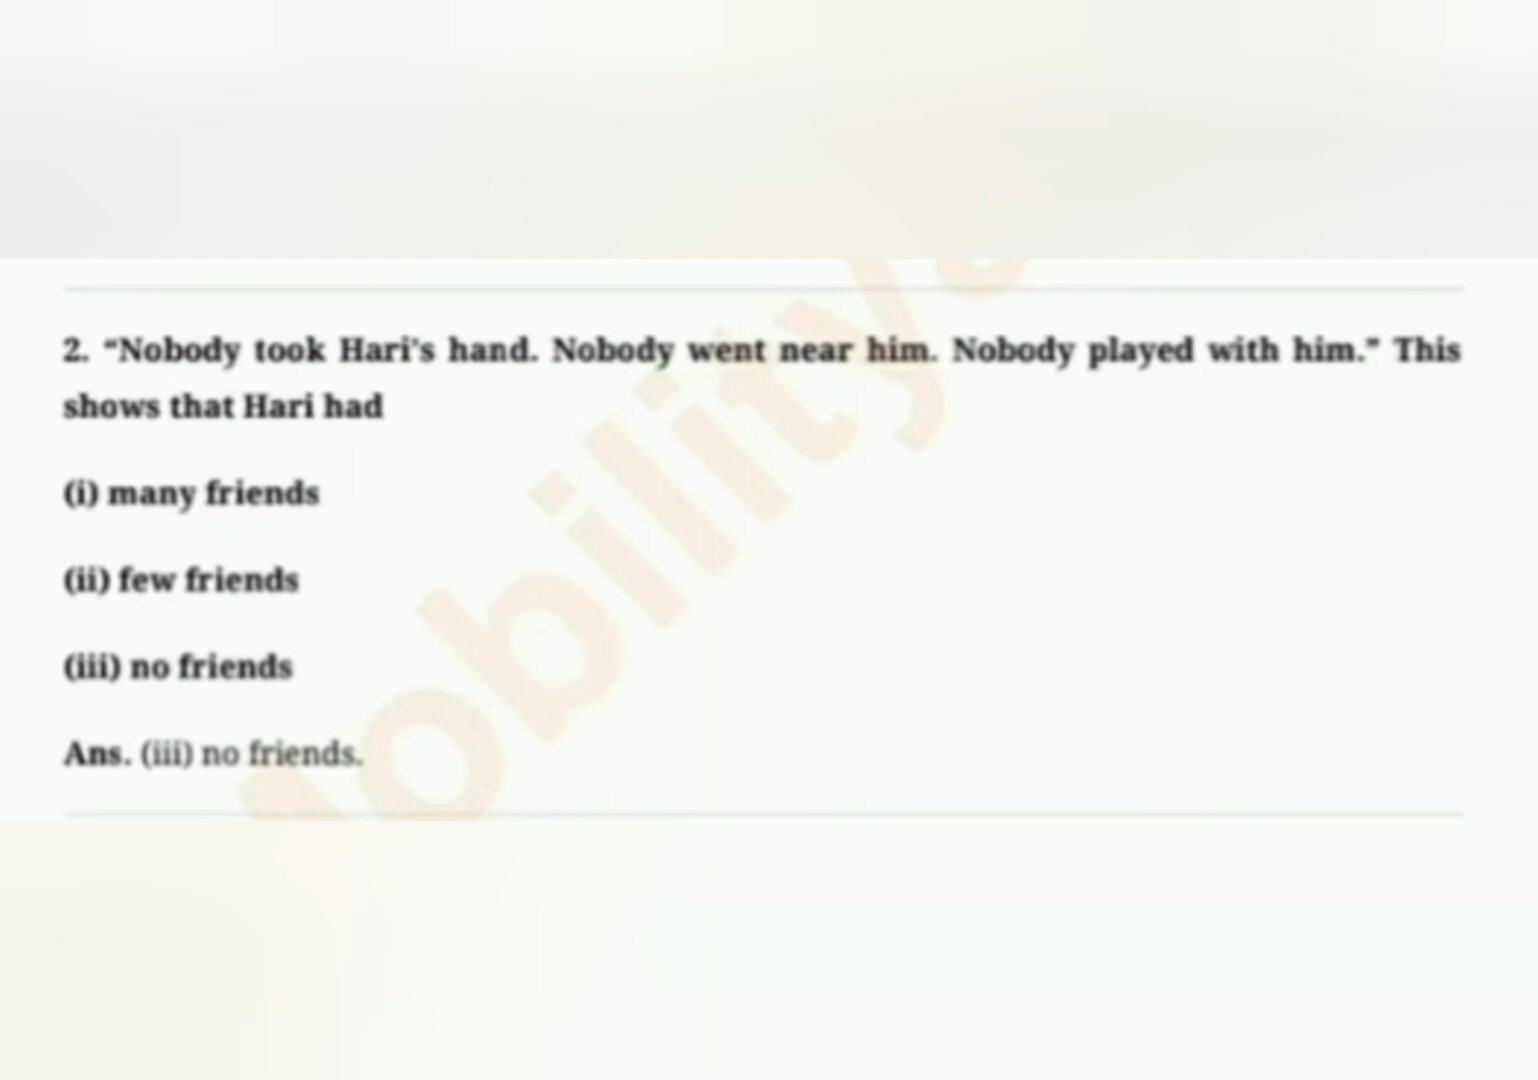 2. “Nobody took Hari’s hand. Nobody went near him. Nobody played with him.” This
shows that Hari had
(i) many friends
(ii) few friends
(iii) no friends
Ans. (iii) no friends.